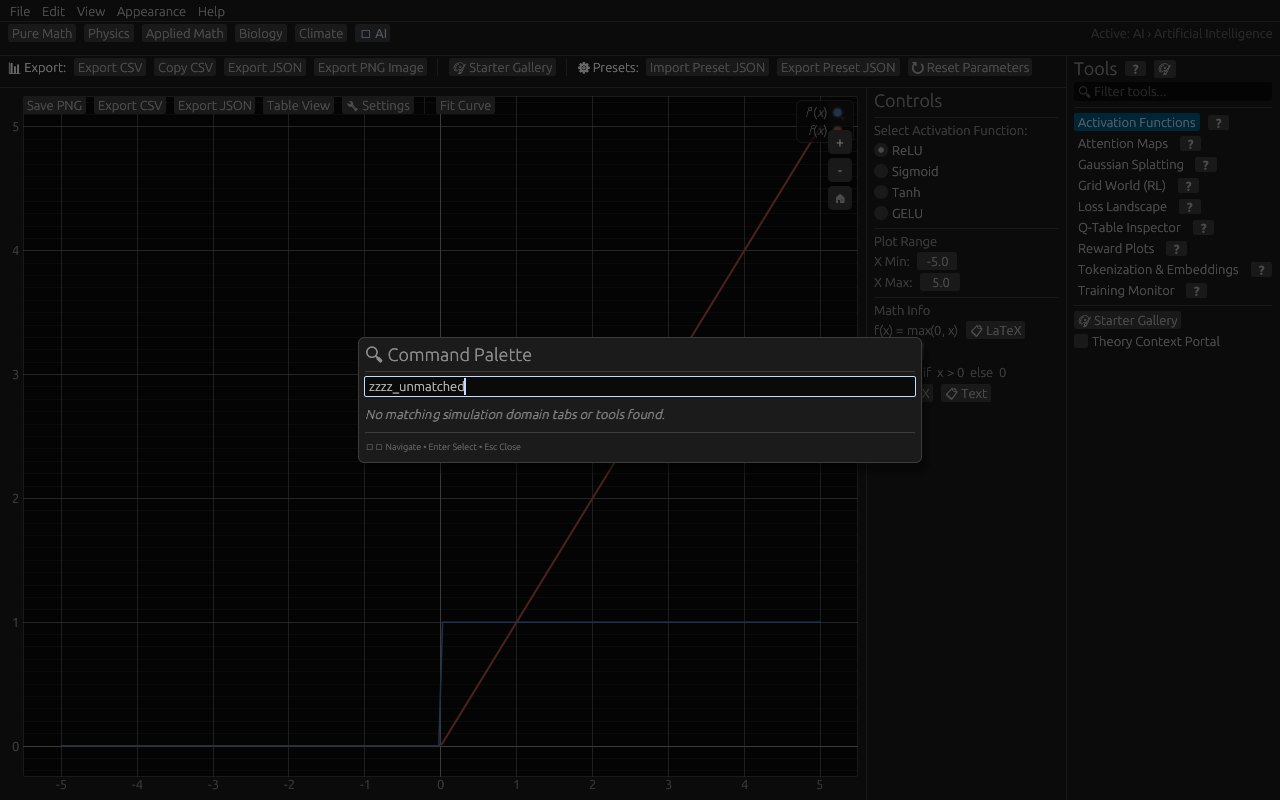 File Edit View Appearance Help
Pure Math Physics Applied Math Biology Climate AI
Active: AI › Artificial Intelligence
Export: Export CSV Copy CSV Export JSON Export PNG Image Starter Gallery Presets: Import Preset JSON Export Preset JSON Reset Parameters
Save PNG Export CSV Export JSON Table View Settings Fit Curve
f'(x)
f(x)
+
-
5
4
3
2
1
0
-5 -4 -3 -2 -1 0 1 2 3 4 5
Controls
Select Activation Function:
ReLU
Sigmoid
Tanh
GELU
Plot Range
X Min: -5.0
X Max: 5.0
Math Info
f(x) = max(0, x) LaTeX
if x > 0 else 0
X Text
Command Palette
zzzz_unmatched
No matching simulation domain tabs or tools found.
Navigate • Enter Select • Esc Close
Tools ?
Filter tools...
Activation Functions ?
Attention Maps ?
Gaussian Splatting ?
Grid World (RL) ?
Loss Landscape ?
Q-Table Inspector ?
Reward Plots ?
Tokenization & Embeddings ?
Training Monitor ?
Starter Gallery
Theory Context Portal